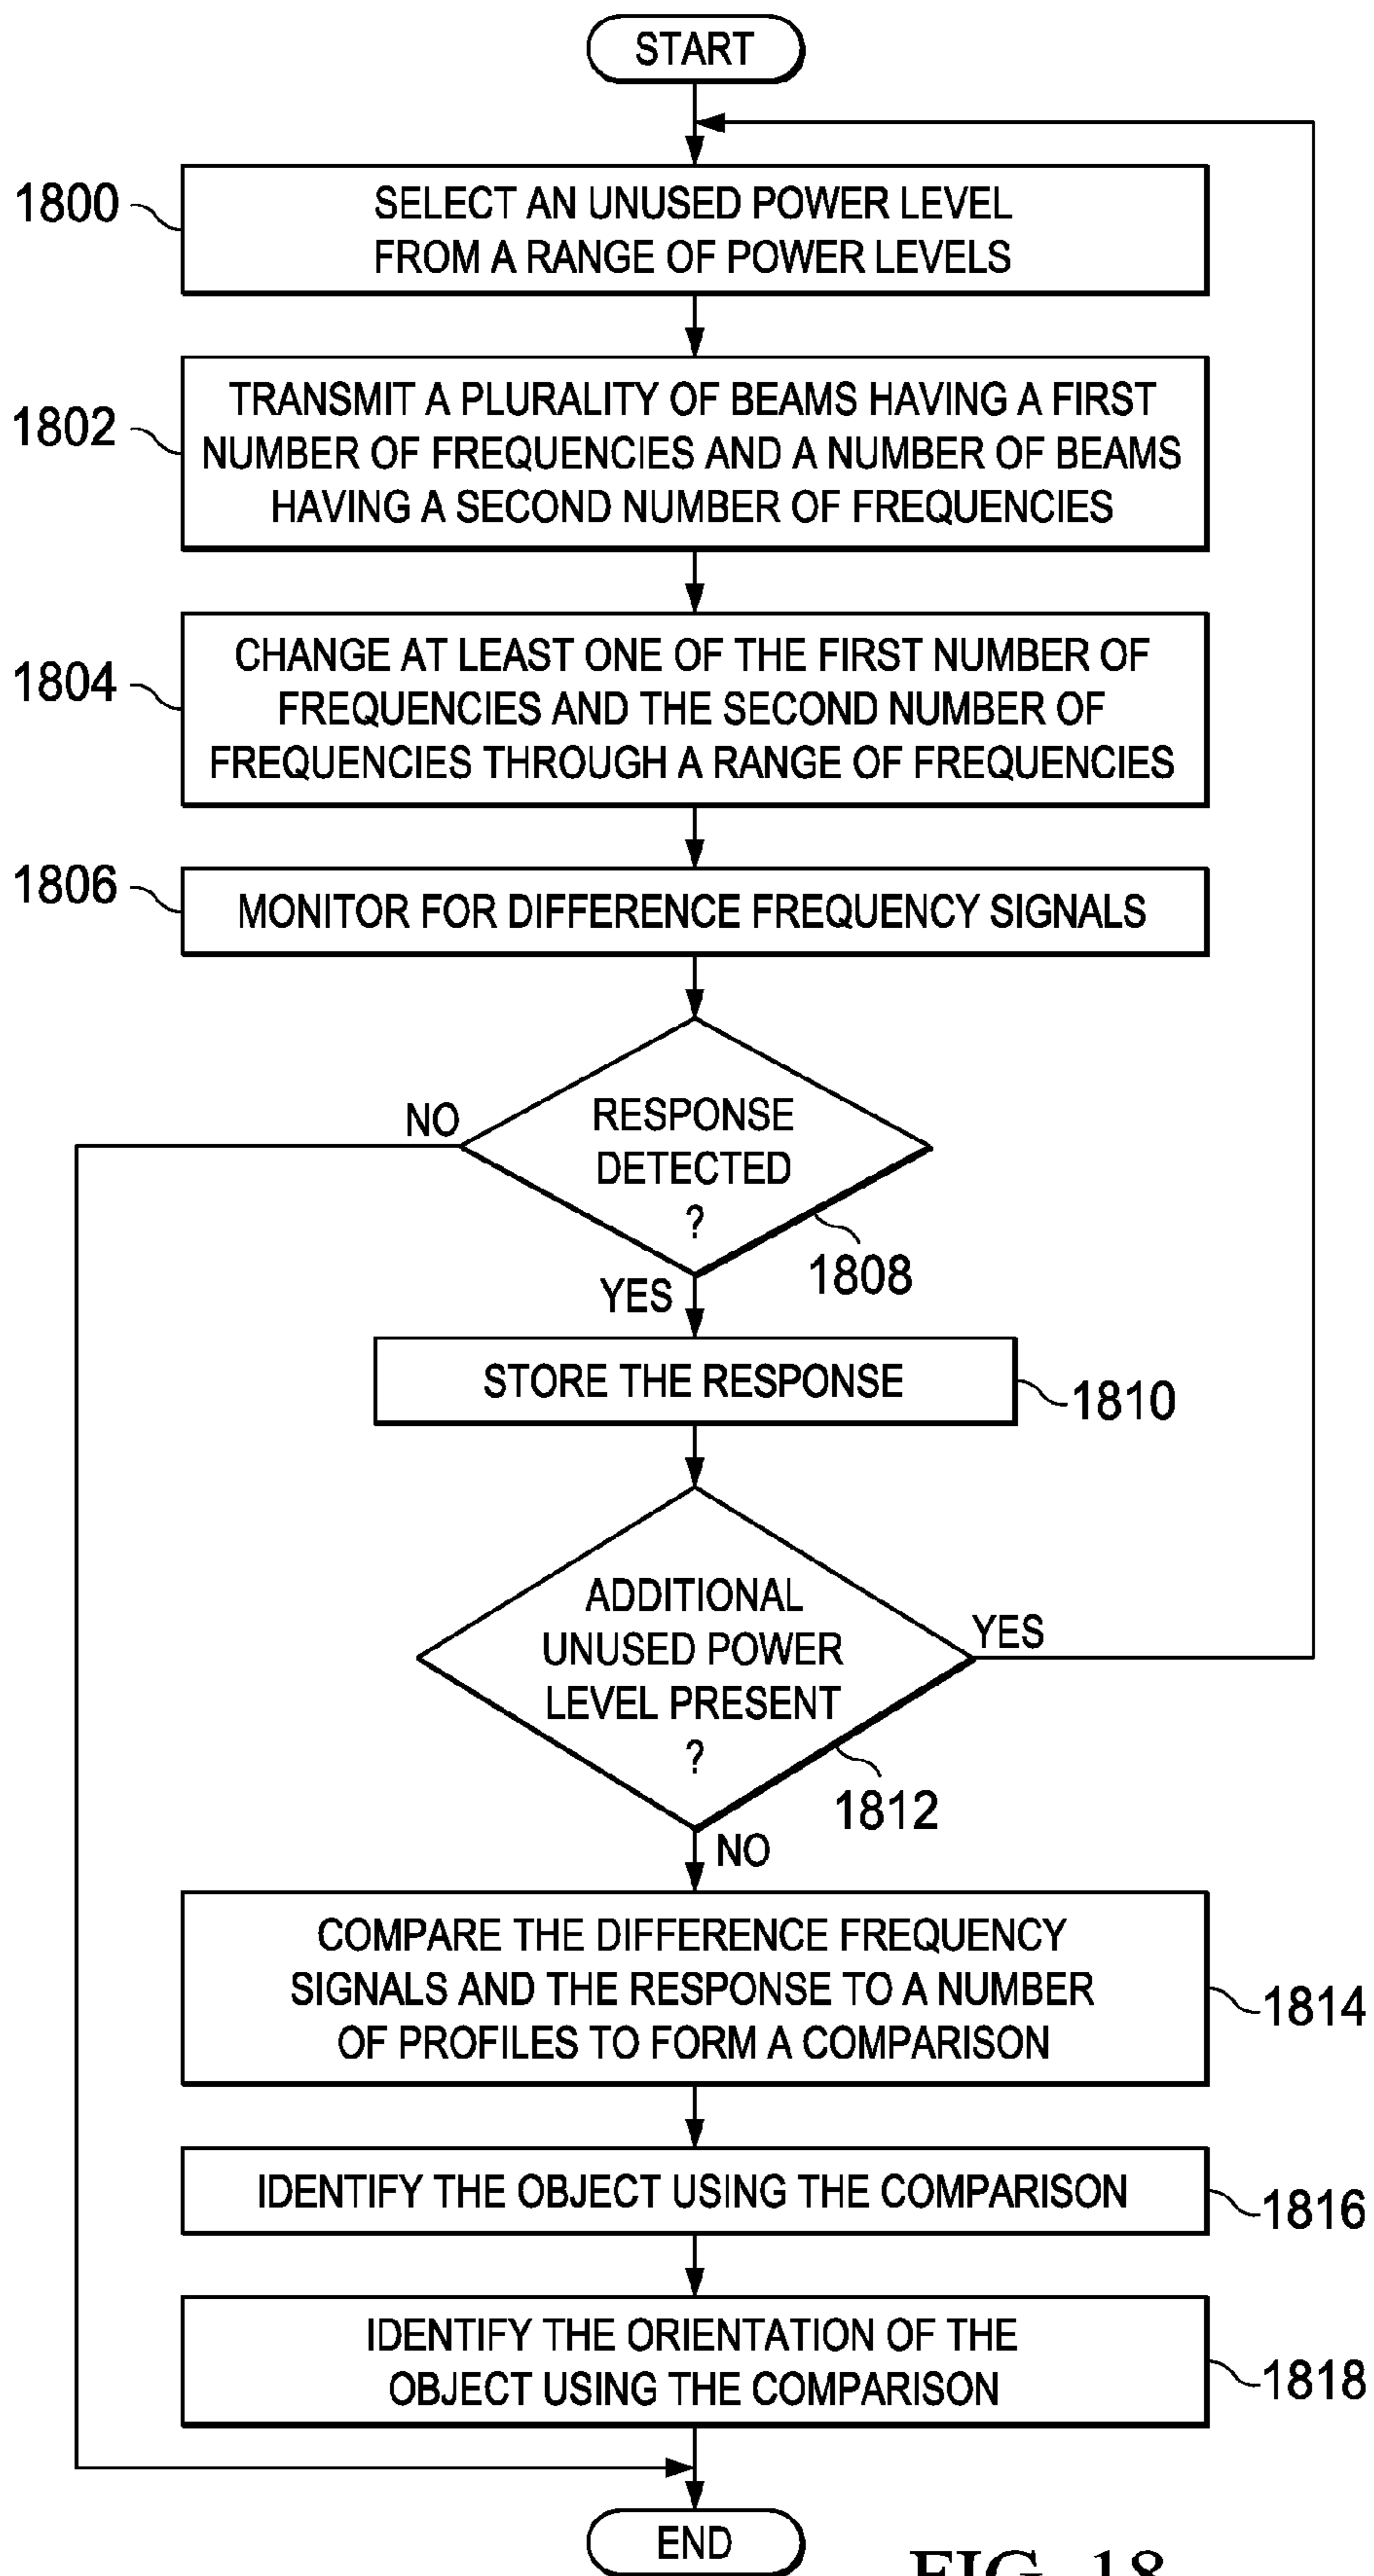 START
1800
SELECT AN UNUSED POWER LEVEL
FROM A RANGE OF POWER LEVELS
1802
TRANSMIT A PLURALITY OF BEAMS HAVING A FIRST
NUMBER OF FREQUENCIES AND A NUMBER OF BEAMS
HAVING A SECOND NUMBER OF FREQUENCIES
1804
CHANGE AT LEAST ONE OF THE FIRST NUMBER OF
FREQUENCIES AND THE SECOND NUMBER OF
FREQUENCIES THROUGH A RANGE OF FREQUENCIES
1806
MONITOR FOR DIFFERENCE FREQUENCY SIGNALS
NO
RESPONSE
DETECTED
?
1808
YES
STORE THE RESPONSE
1810
ADDITIONAL
UNUSED POWER
LEVEL PRESENT
?
YES
1812
NO
COMPARE THE DIFFERENCE FREQUENCY
SIGNALS AND THE RESPONSE TO A NUMBER
OF PROFILES TO FORM A COMPARISON
1814
IDENTIFY THE OBJECT USING THE COMPARISON
1816
IDENTIFY THE ORIENTATION OF THE
OBJECT USING THE COMPARISON
1818
END
FIG. 18